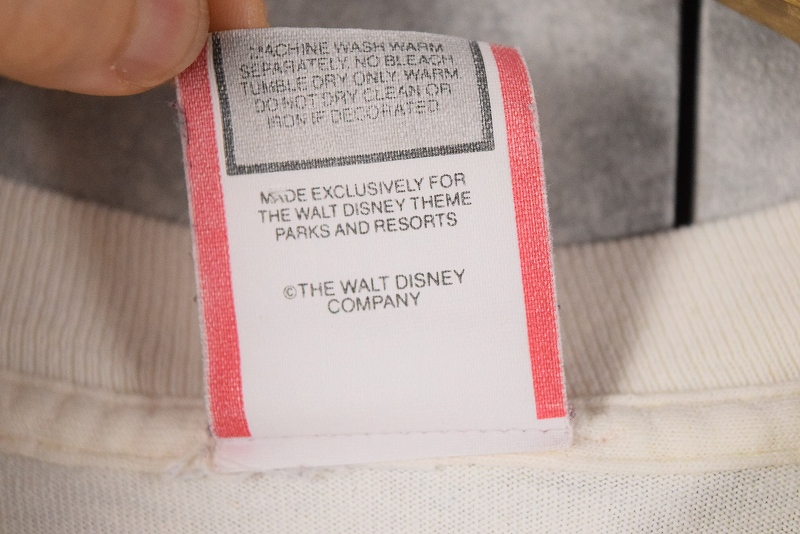 MACHINE WASH WARM
SEPARATELY. NO BLEACH
TUMBLE DRY ONLY. WARM.
DO NOT DRY CLEAN OR
IRON IF DECORATED.
MADE EXCLUSIVELY FOR
THE WALT DISNEY THEME
PARKS AND RESORTS
©THE WALT DISNEY
COMPANY